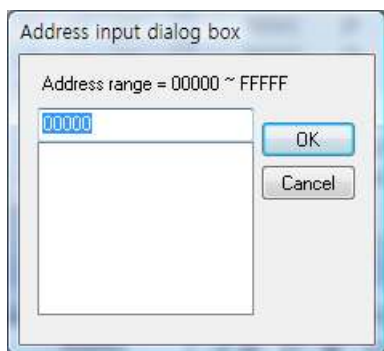 Address input dialog box
Address range = 00000 ~ FFFFF
00000
OK
Cancel